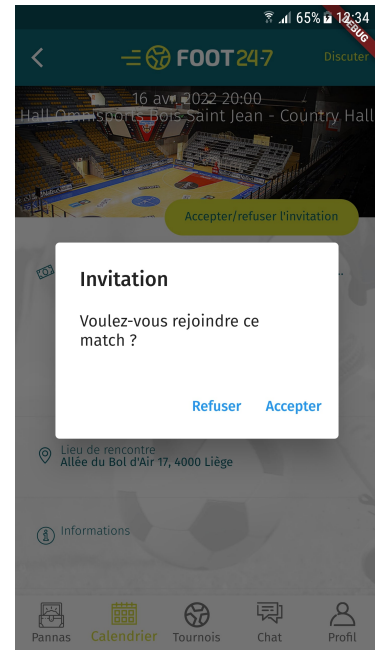 65% 12:34
DEBUG
FOOT24·7
Discuter
16 avr. 2022 20:00
Hall Omnisports Bois Saint Jean - Country Hall
Accepter/refuser l'invitation
...
Invitation
Voulez-vous rejoindre ce
match ?
Refuser Accepter
Lieu de rencontre
Allée du Bol d'Air 17, 4000 Liège
Informations
Pannas Calendrier Tournois Chat Profil